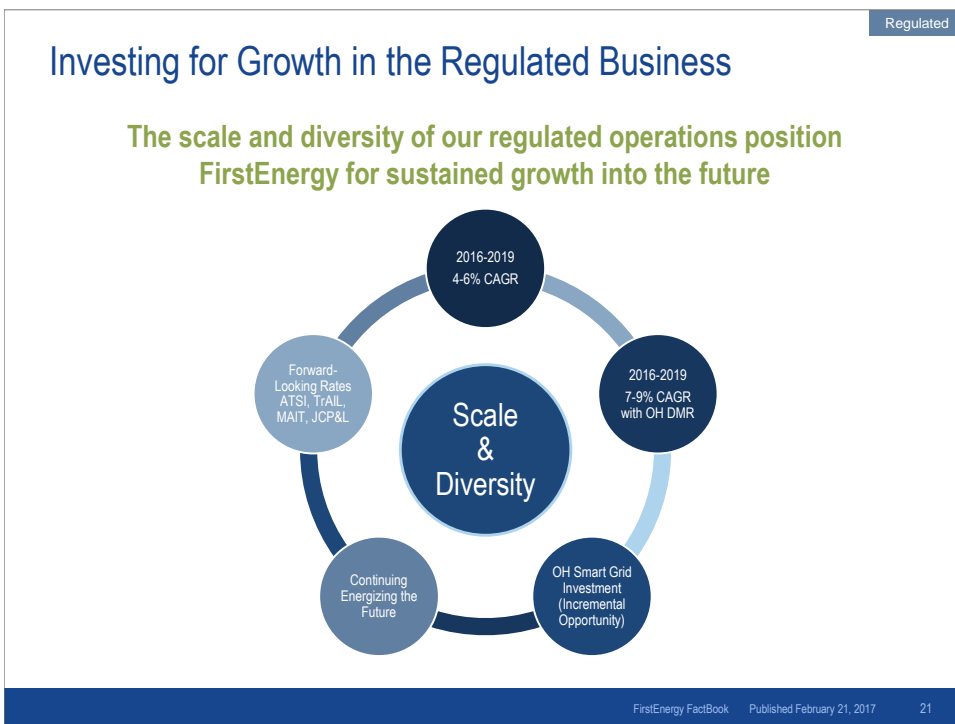 Regulated
Investing for Growth in the Regulated Business
The scale and diversity of our regulated operations position
FirstEnergy for sustained growth into the future
2016-2019
4-6% CAGR
2016-2019
7-9% CAGR
with OH DMR
OH Smart Grid
Investment
(Incremental
Opportunity)
Continuing
Energizing the
Future
Forward-
Looking Rates
ATSI, TrAIL,
MAIT, JCP&L
Scale
&
Diversity
FirstEnergy FactBook Published February 21, 2017 21